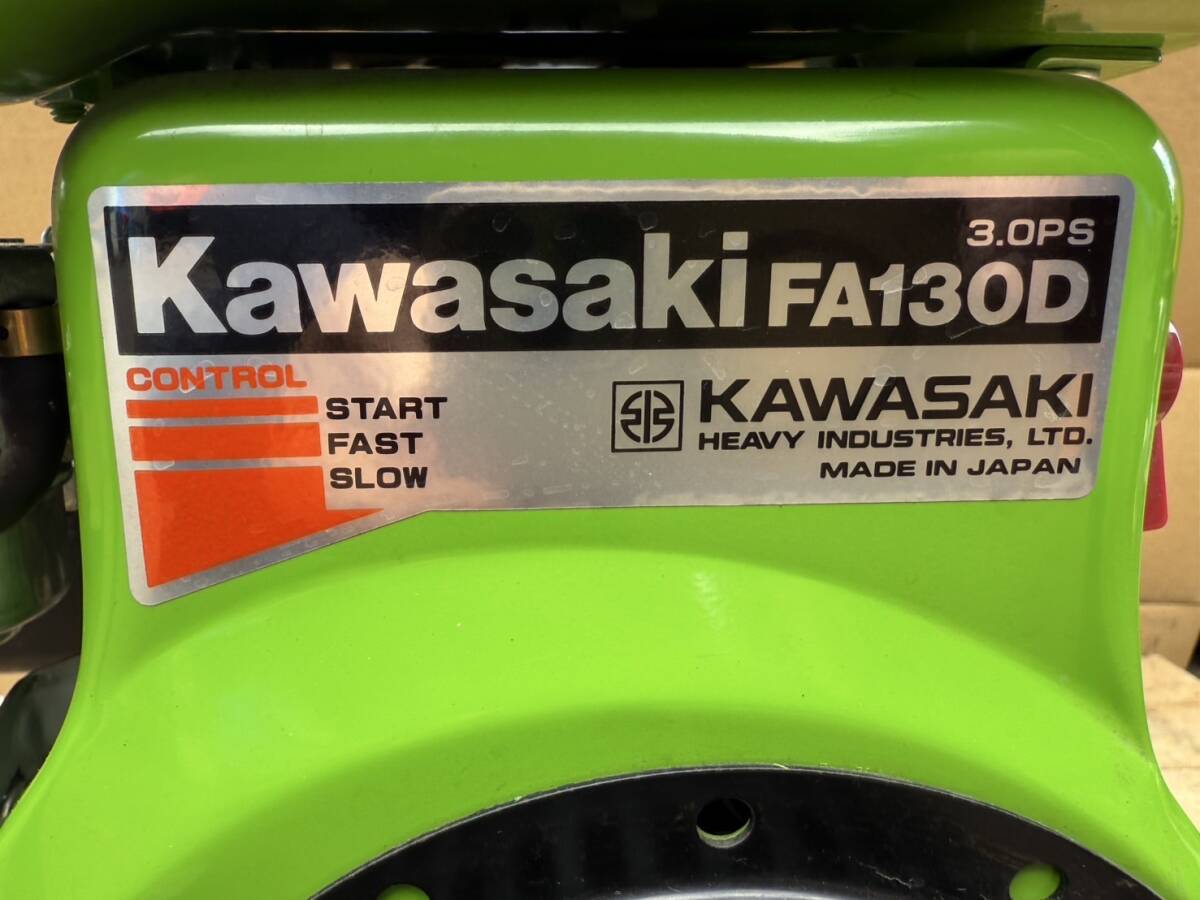 3.0PS
Kawasaki FA130D
CONTROL
START
FAST
SLOW
KAWASAKI
HEAVY INDUSTRIES, LTD.
MADE IN JAPAN